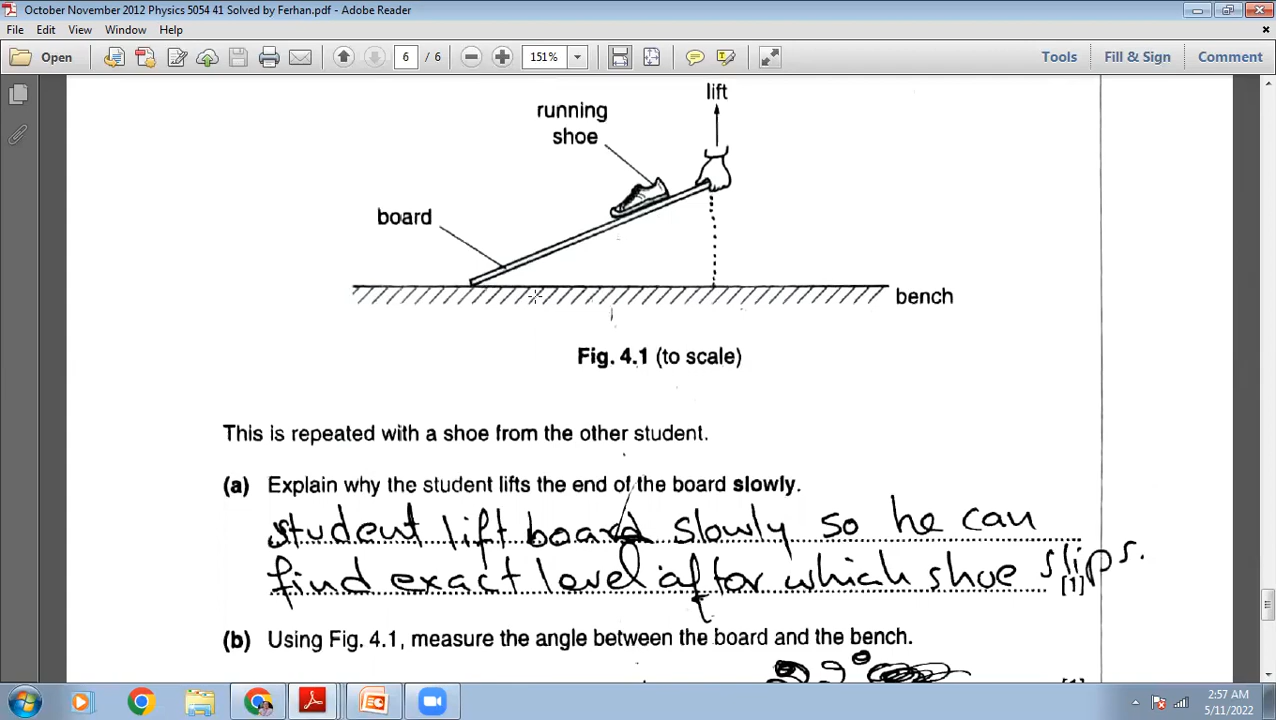 October November 2012 Physics 5054 41 Solved by Ferhan.pdf - Adobe Reader
File Edit View Window Help
Open 6 / 6 151% Tools Fill & Sign Comment
lift
running
shoe
board
bench
Fig. 4.1 (to scale)
This is repeated with a shoe from the other student.
(a) Explain why the student lifts the end of the board slowly.
student lift board slowly so he can
find exact level after which shoe slips.
[1]
(b) Using Fig. 4.1, measure the angle between the board and the bench.
2:57 AM
5/11/2022